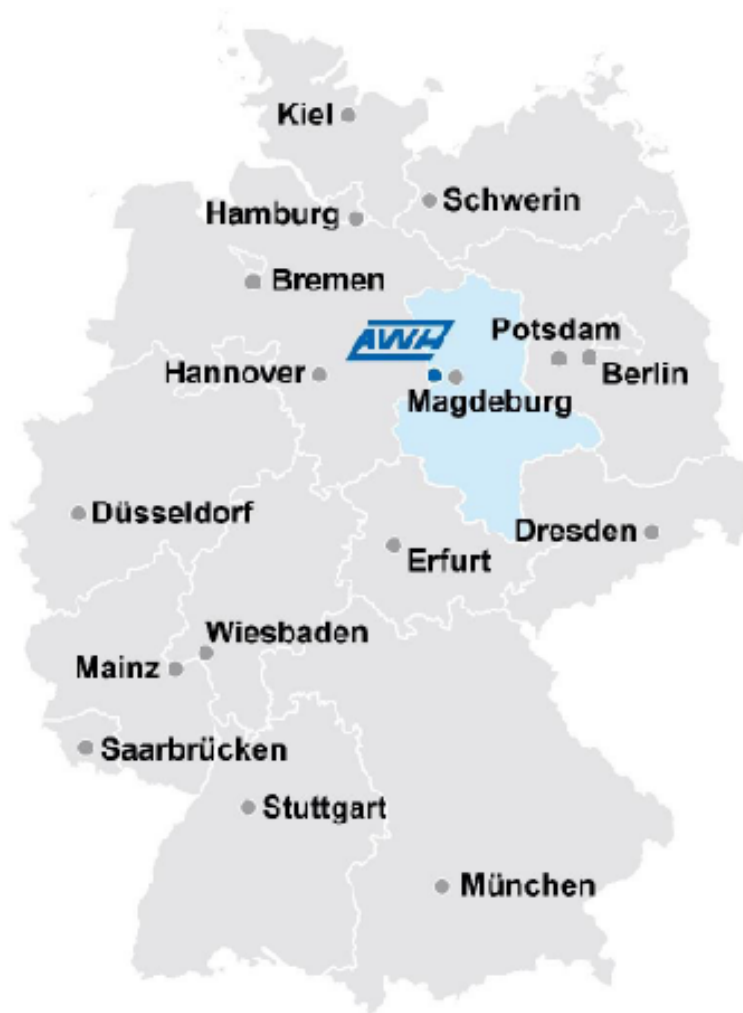 Kiel
Schwerin
Hamburg
Bremen
AWH
Potsdam
Berlin
Hannover
Magdeburg
Düsseldorf
Dresden
Erfurt
Wiesbaden
Mainz
Saarbrücken
Stuttgart
München